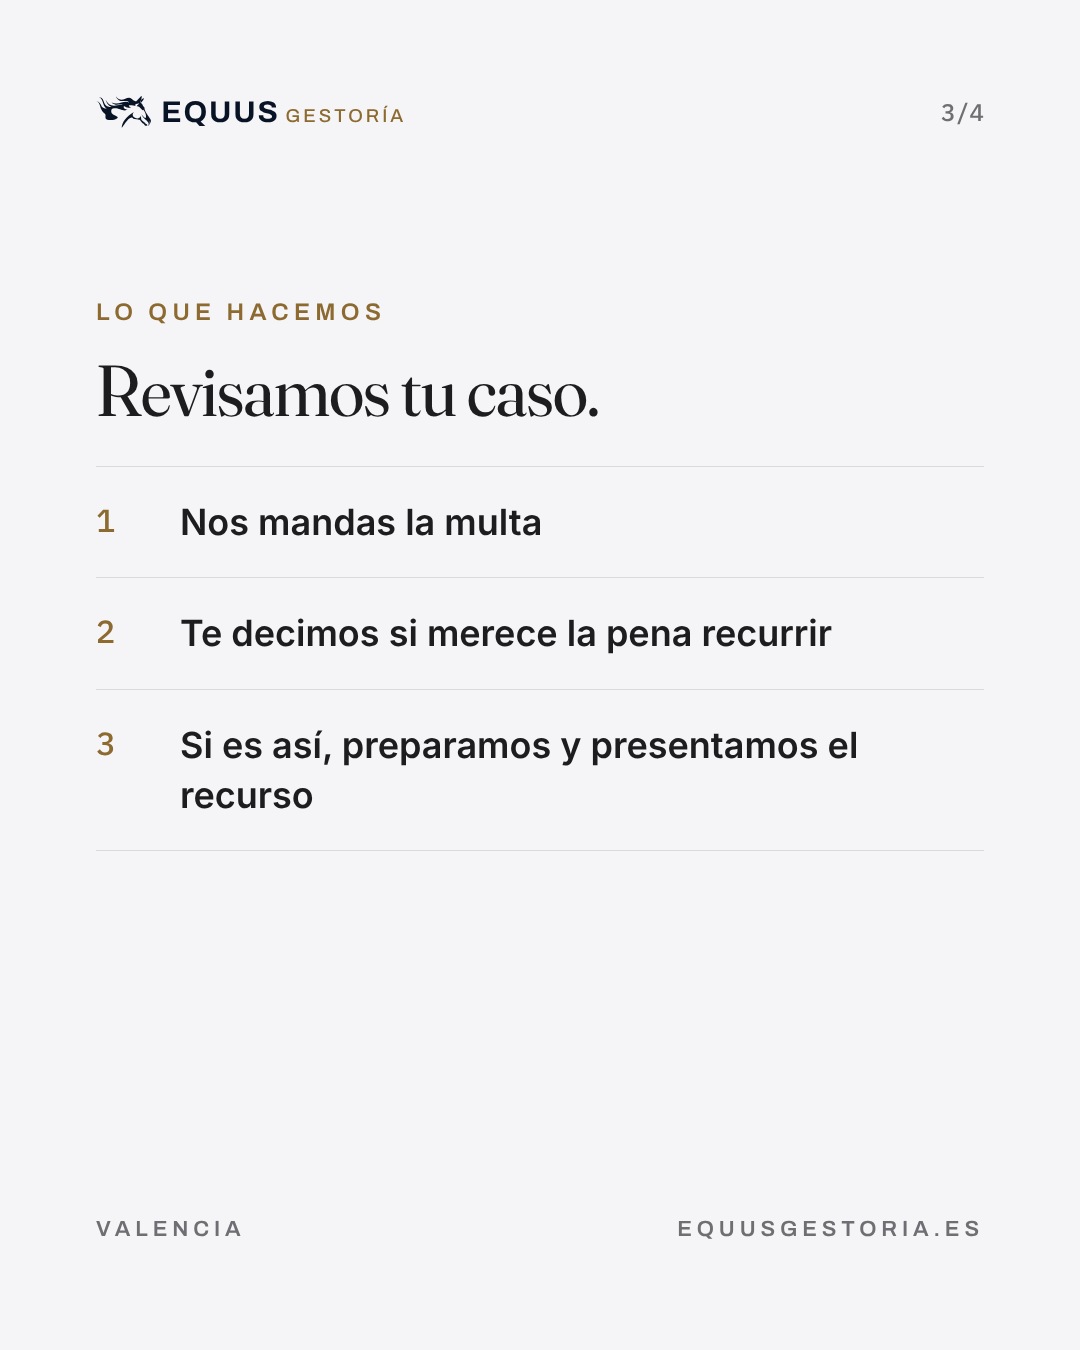 EQUUS GESTORÍA
3/4
LO QUE HACEMOS
Revisamos tu caso.
1 Nos mandas la multa
2 Te decimos si merece la pena recurrir
3 Si es así, preparamos y presentamos el
recurso
VALENCIA
EQUUSGESTORIA.ES